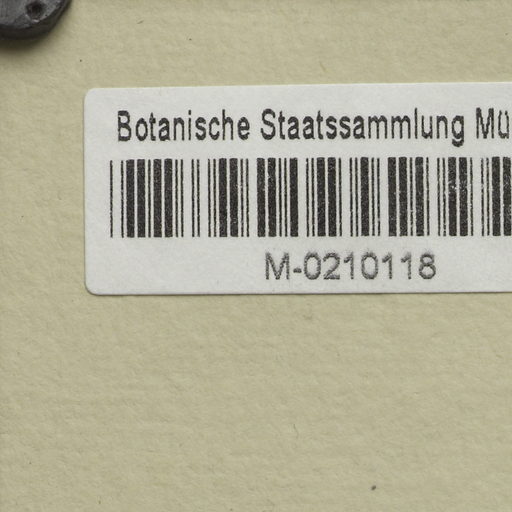 Botanische Staatssammlung Mü
M-0210118